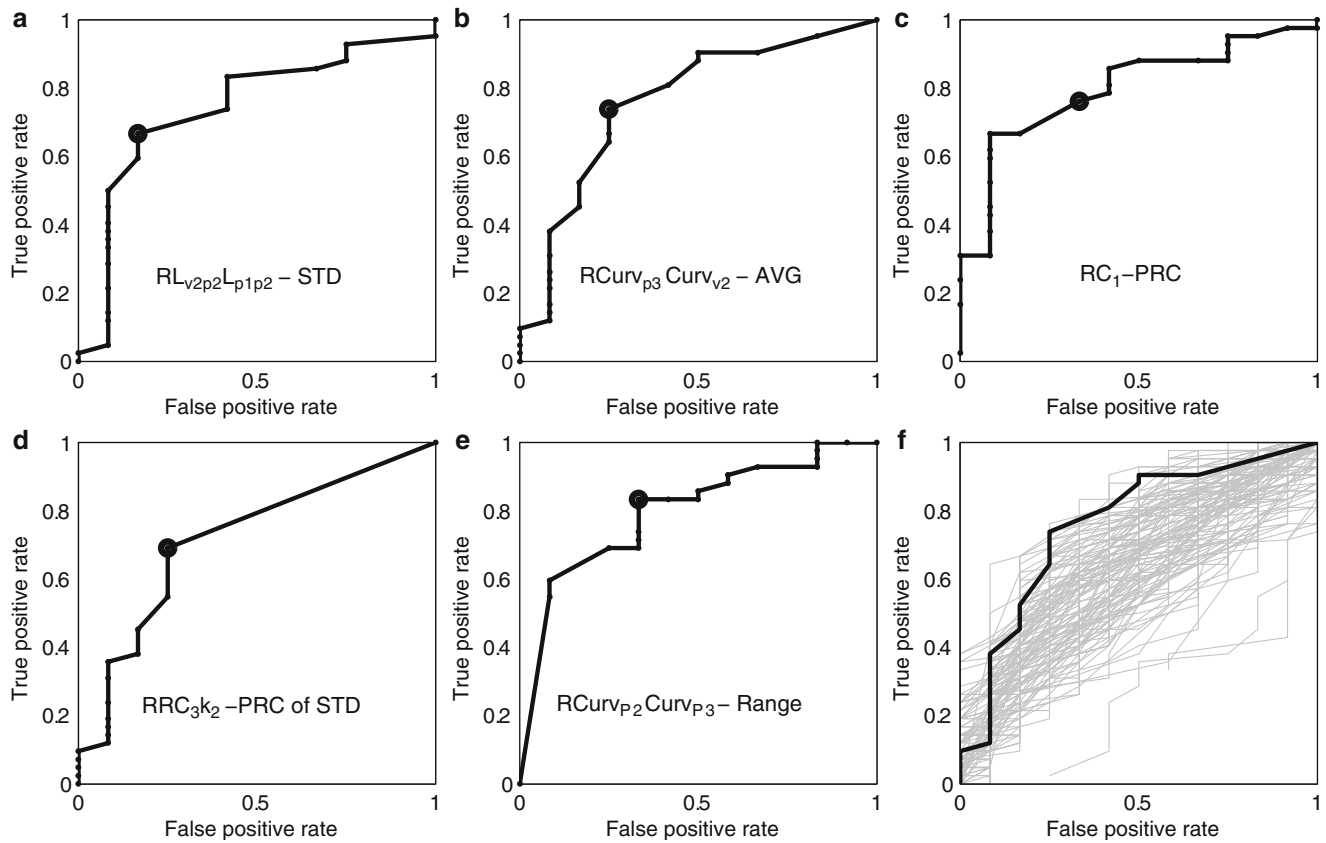 a
1
0.8
0.6
0.4
0.2
0
0
0.5
1
True positive rate
False positive rate
RLv2p2Lp1p2 – STD
b
1
0.8
0.6
0.4
0.2
0
0
0.5
1
True positive rate
False positive rate
RCurvp3 Curvv2 – AVG
c
1
0.8
0.6
0.4
0.2
0
0
0.5
1
True positive rate
False positive rate
RC1–PRC
d
1
0.8
0.6
0.4
0.2
0
0
0.5
1
True positive rate
False positive rate
RRC3k2 –PRC of STD
e
1
0.8
0.6
0.4
0.2
0
0
0.5
1
True positive rate
False positive rate
RCurvP2CurvP3 – Range
f
1
0.8
0.6
0.4
0.2
0
0
0.5
1
True positive rate
False positive rate